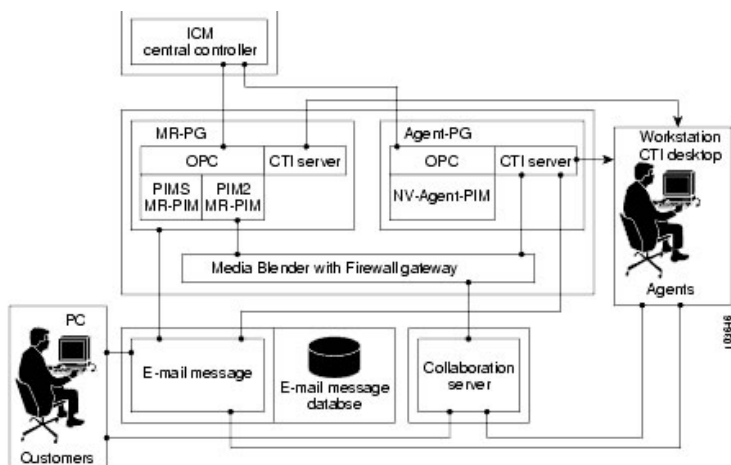 ICM
central controller
MR-PG
OPC
CTI server
PIMS
MR-PIM
PIM2
MR-PIM
Agent-PG
OPC
CTI server
NV-Agent-PIM
Workstation
CTI desktop
Agents
Media Blender with Firewall gateway
PC
Customers
E-mail message
E-mail message
databse
Collaboration
server